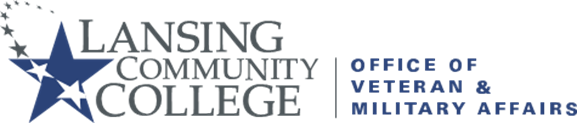 LANSING
COMMUNITY
COLLEGE
OFFICE OF
VETERAN &
MILITARY AFFAIRS